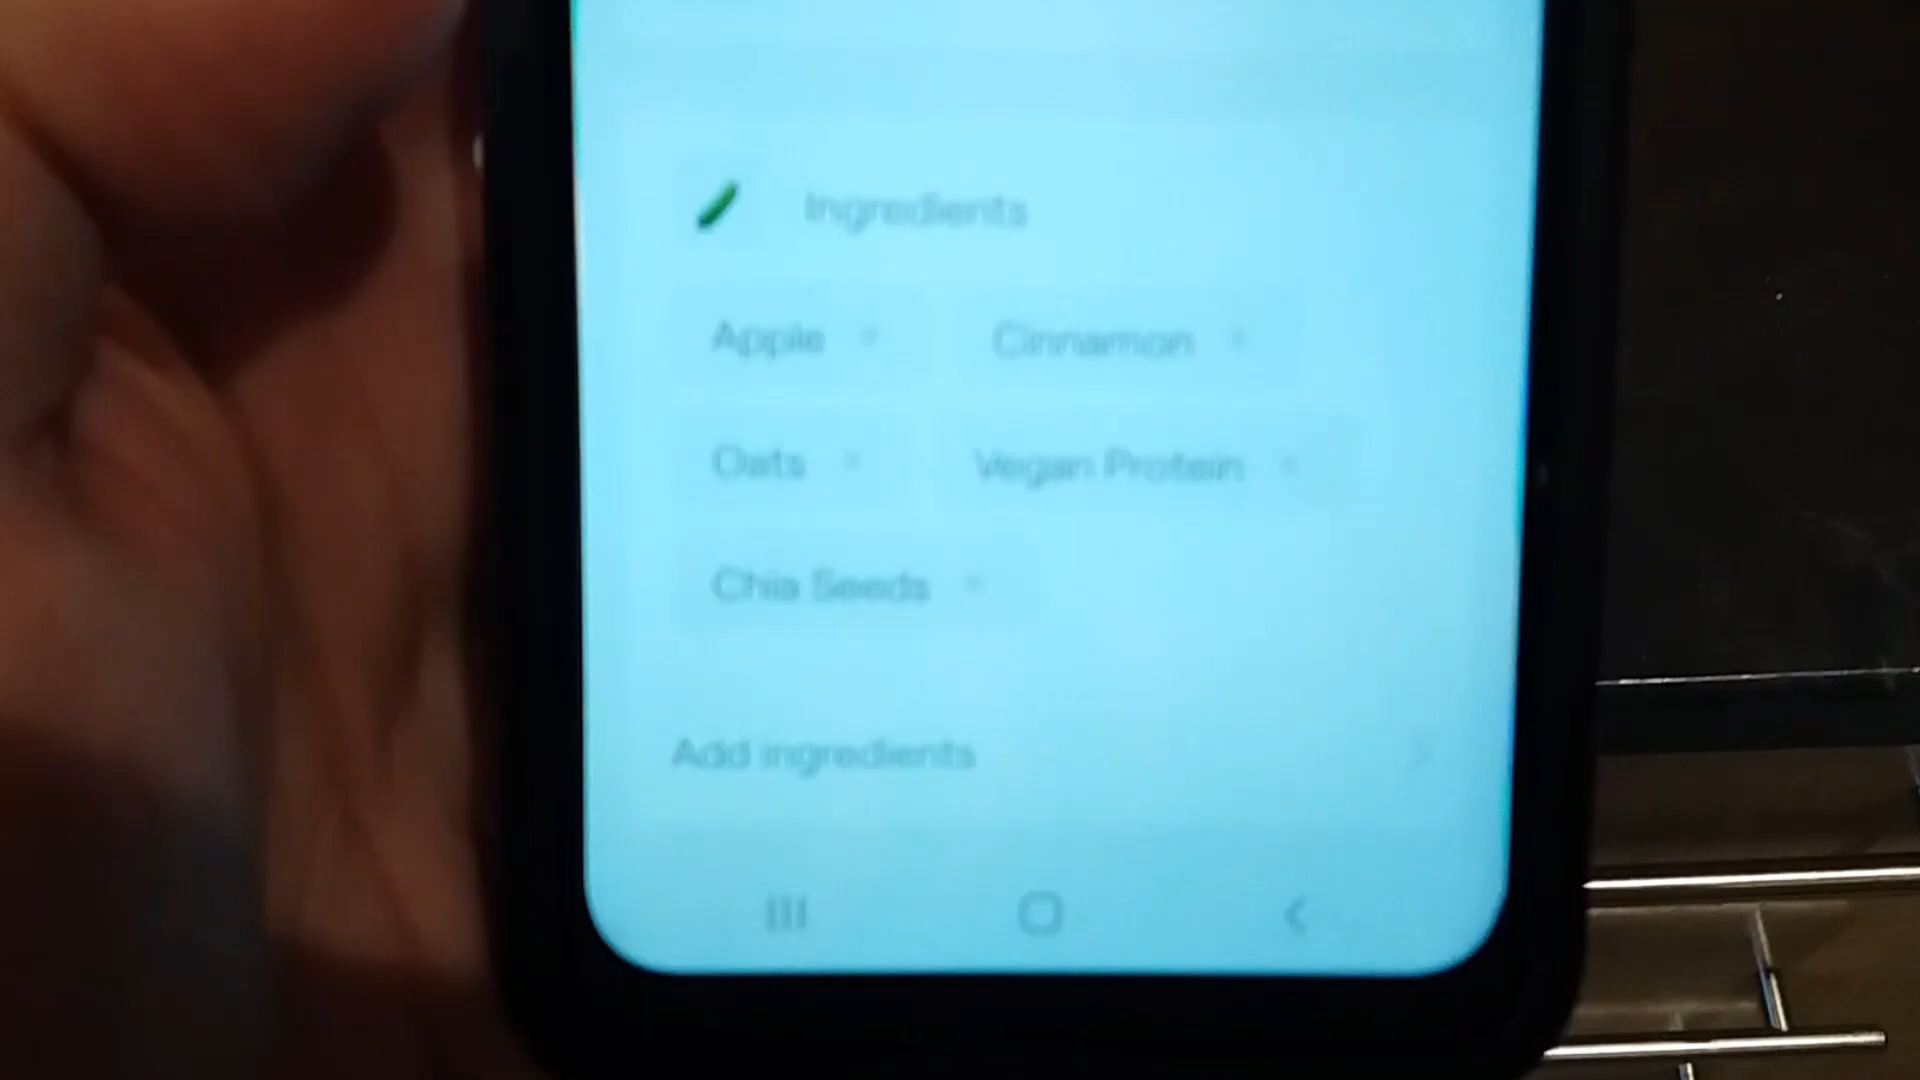 Ingredients
Apple × Cinnamon ×
Oats × Vegan Protein ×
Chia Seeds ×
Add ingredients